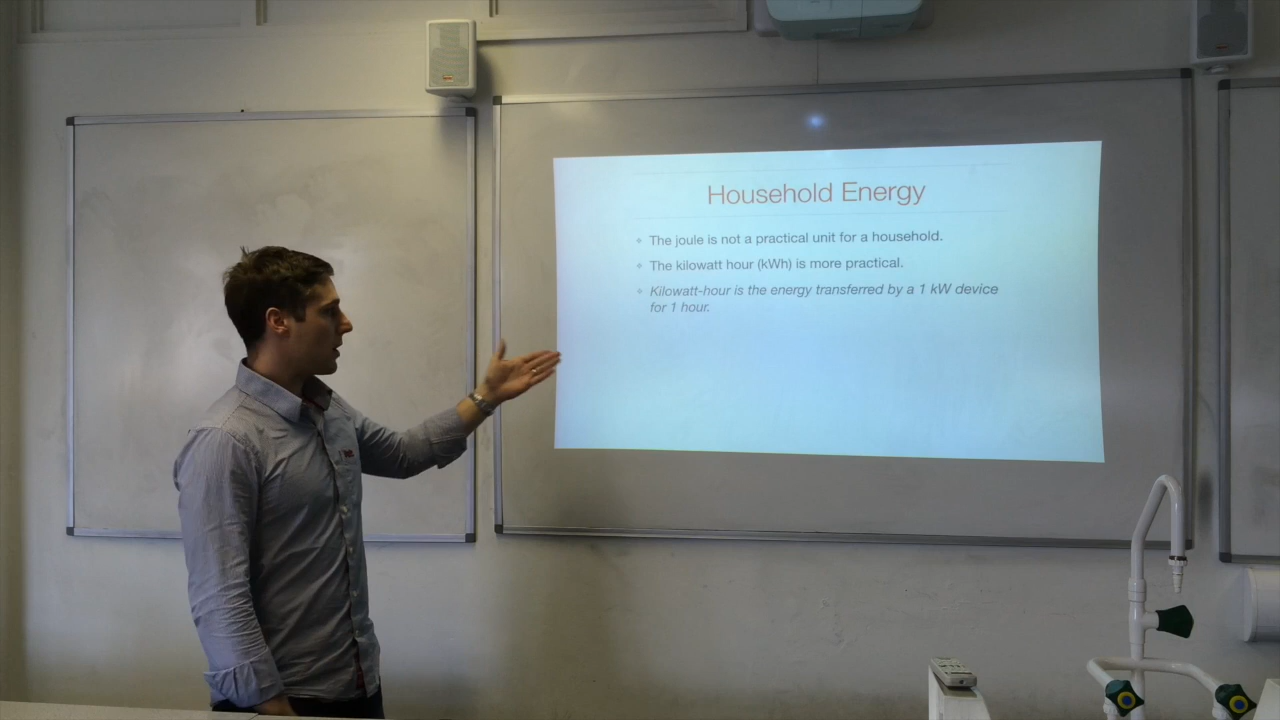 Household Energy
The joule is not a practical unit for a household.
The kilowatt hour (kWh) is more practical.
Kilowatt-hour is the energy transferred by a 1 kW device
for 1 hour.